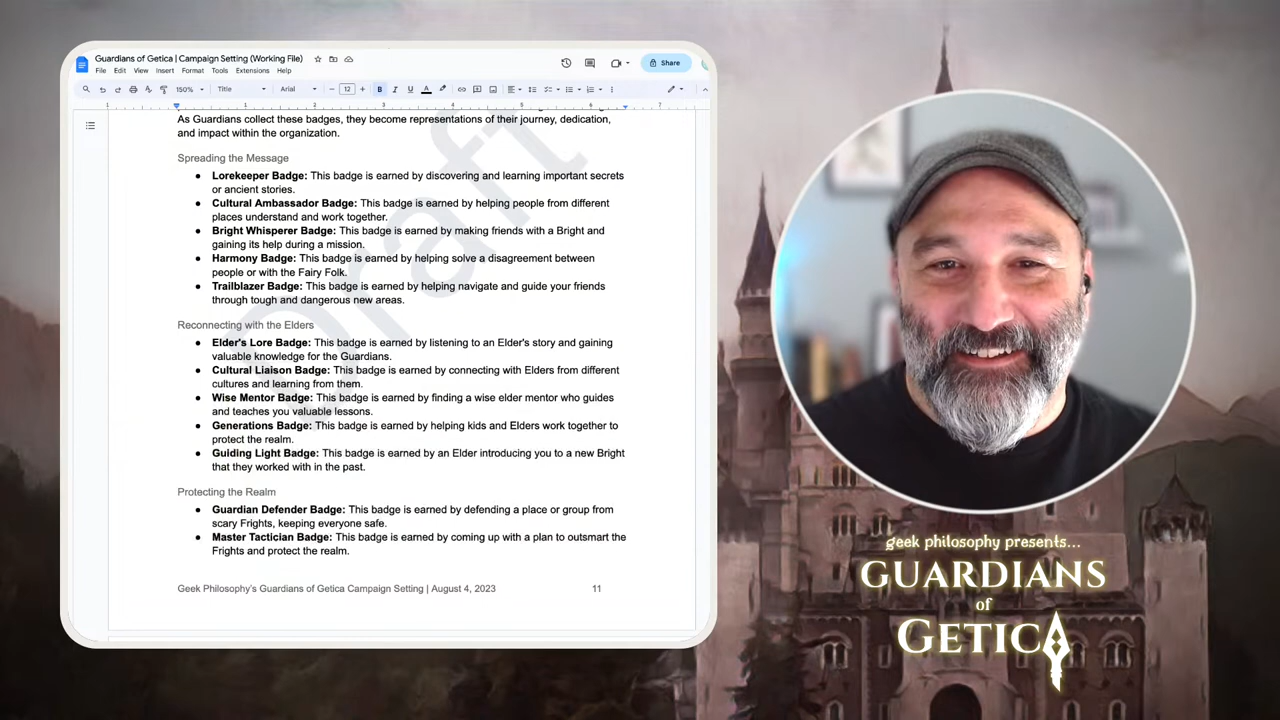 Guardians of Getica | Campaign Setting (Working File)
File Edit View Insert Format Tools Extensions Help
Share
150% Title Arial 12 B I U A
1 1 2 3 4 5 6 7
As Guardians collect these badges, they become representations of their journey, dedication,
and impact within the organization.
Spreading the Message
● Lorekeeper Badge: This badge is earned by discovering and learning important secrets
or ancient stories.
● Cultural Ambassador Badge: This badge is earned by helping people from different
places understand and work together.
● Bright Whisperer Badge: This badge is earned by making friends with a Bright and
gaining its help during a mission.
● Harmony Badge: This badge is earned by helping solve a disagreement between
people or with the Fairy Folk.
● Trailblazer Badge: This badge is earned by helping navigate and guide your friends
through tough and dangerous new areas.
Reconnecting with the Elders
● Elder's Lore Badge: This badge is earned by listening to an Elder's story and gaining
valuable knowledge for the Guardians.
● Cultural Liaison Badge: This badge is earned by connecting with Elders from different
cultures and learning from them.
● Wise Mentor Badge: This badge is earned by finding a wise elder mentor who guides
and teaches you valuable lessons.
● Generations Badge: This badge is earned by helping kids and Elders work together to
protect the realm.
● Guiding Light Badge: This badge is earned by an Elder introducing you to a new Bright
that they worked with in the past.
Protecting the Realm
● Guardian Defender Badge: This badge is earned by defending a place or group from
scary Frights, keeping everyone safe.
● Master Tactician Badge: This badge is earned by coming up with a plan to outsmart the
Frights and protect the realm.
Geek Philosophy's Guardians of Getica Campaign Setting | August 4, 2023 11
Draft
geek philosophy presents...
GUARDIANS
of
GETICA